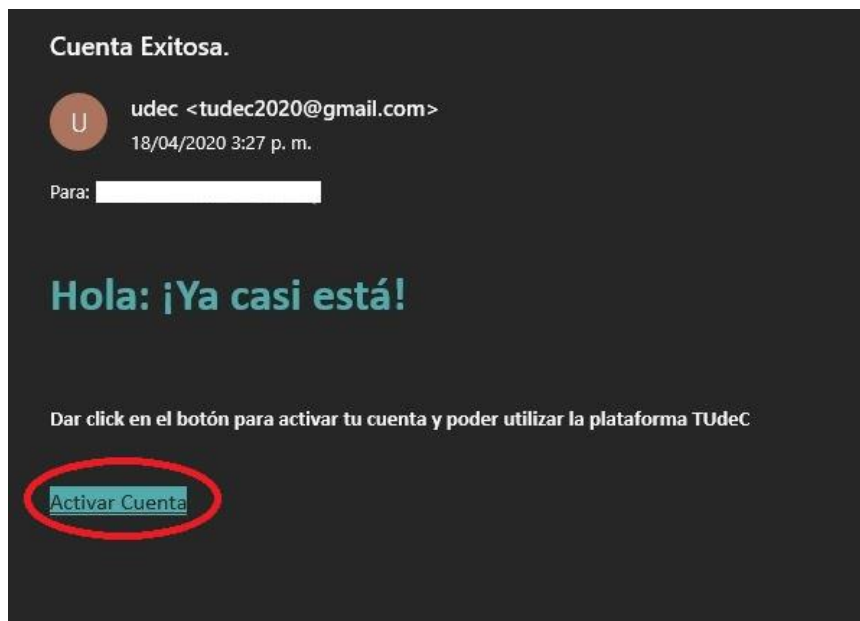 Cuenta Exitosa.
U
udec <tudec2020@gmail.com>
18/04/2020 3:27 p. m.
Para:
Hola: ¡Ya casi está!
Dar click en el botón para activar tu cuenta y poder utilizar la plataforma TUdeC
Activar Cuenta